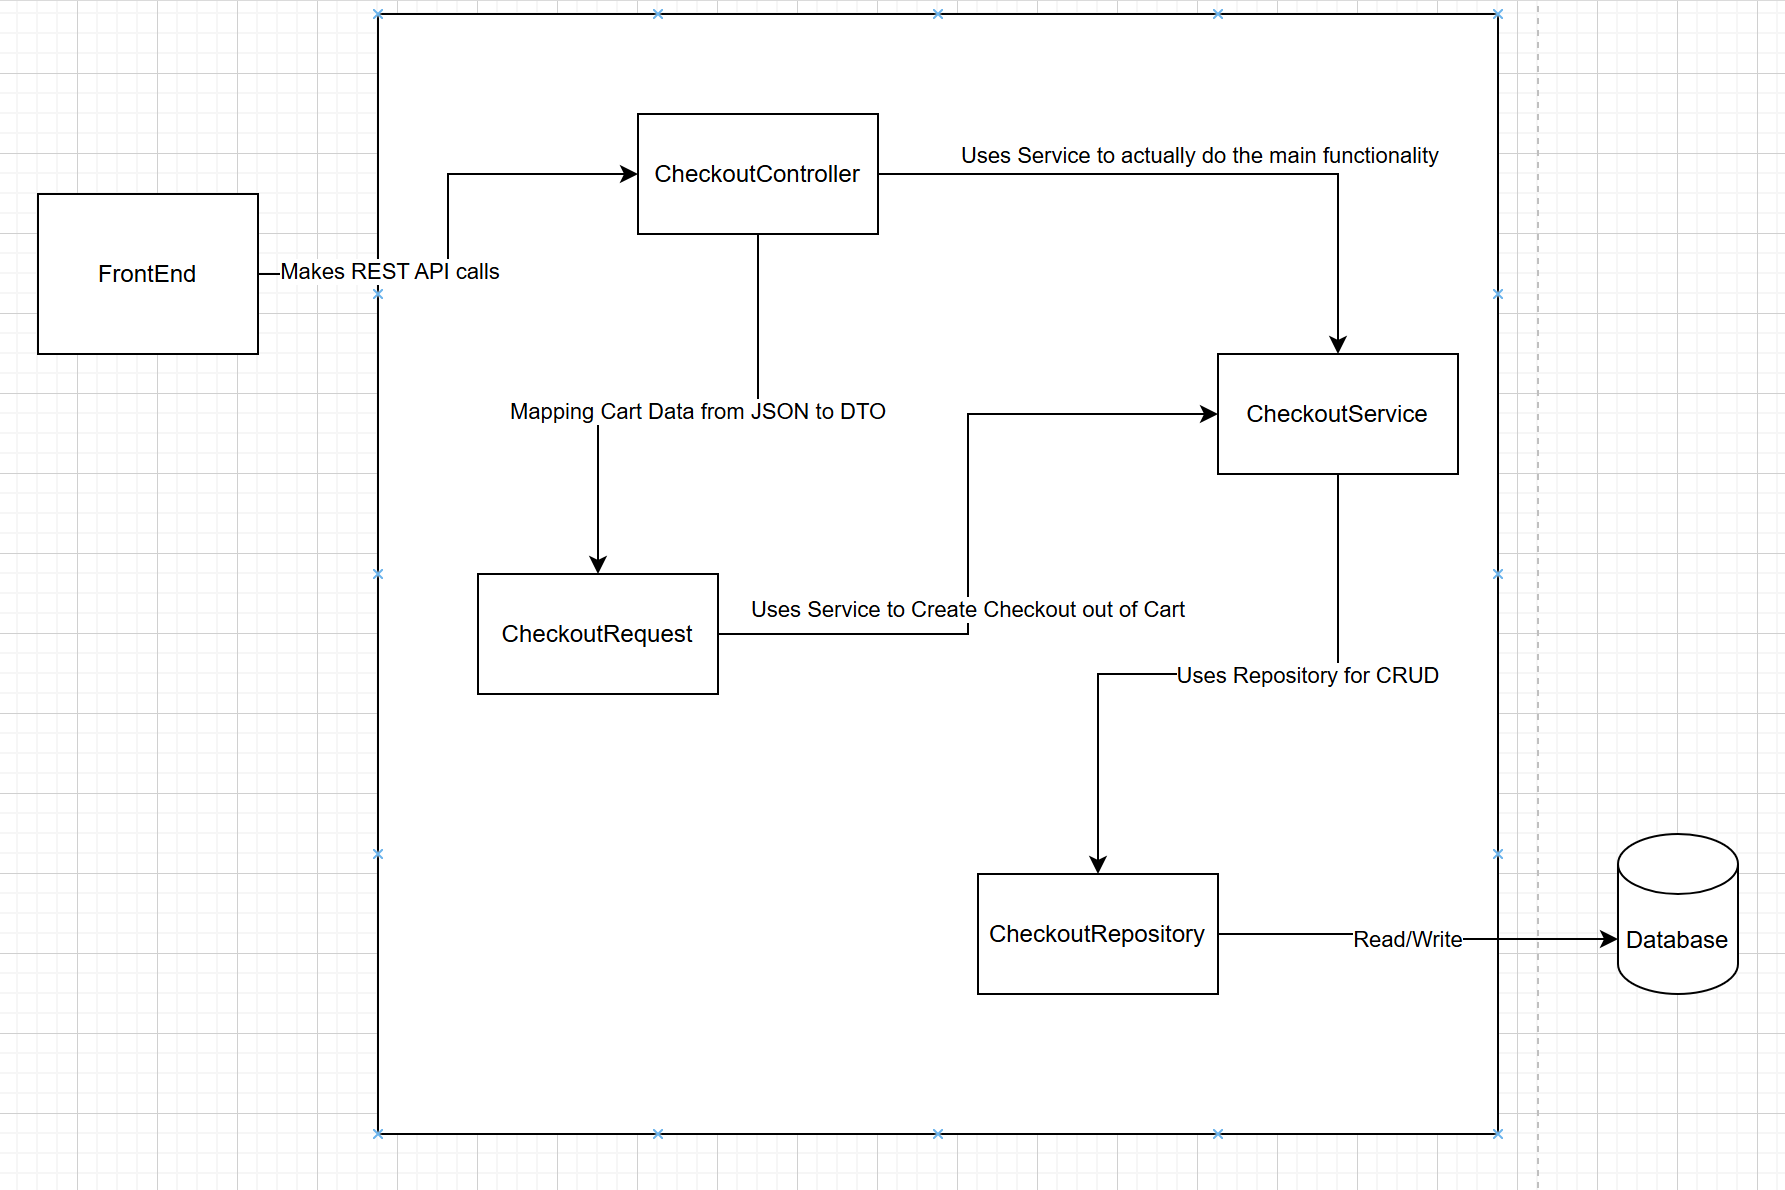 Uses Service to actually do the main functionality
CheckoutController
FrontEnd
Makes REST API calls
Mapping Cart Data from JSON to DTO
CheckoutService
Uses Service to Create Checkout out of Cart
CheckoutRequest
Uses Repository for CRUD
CheckoutRepository
Read/Write
Database